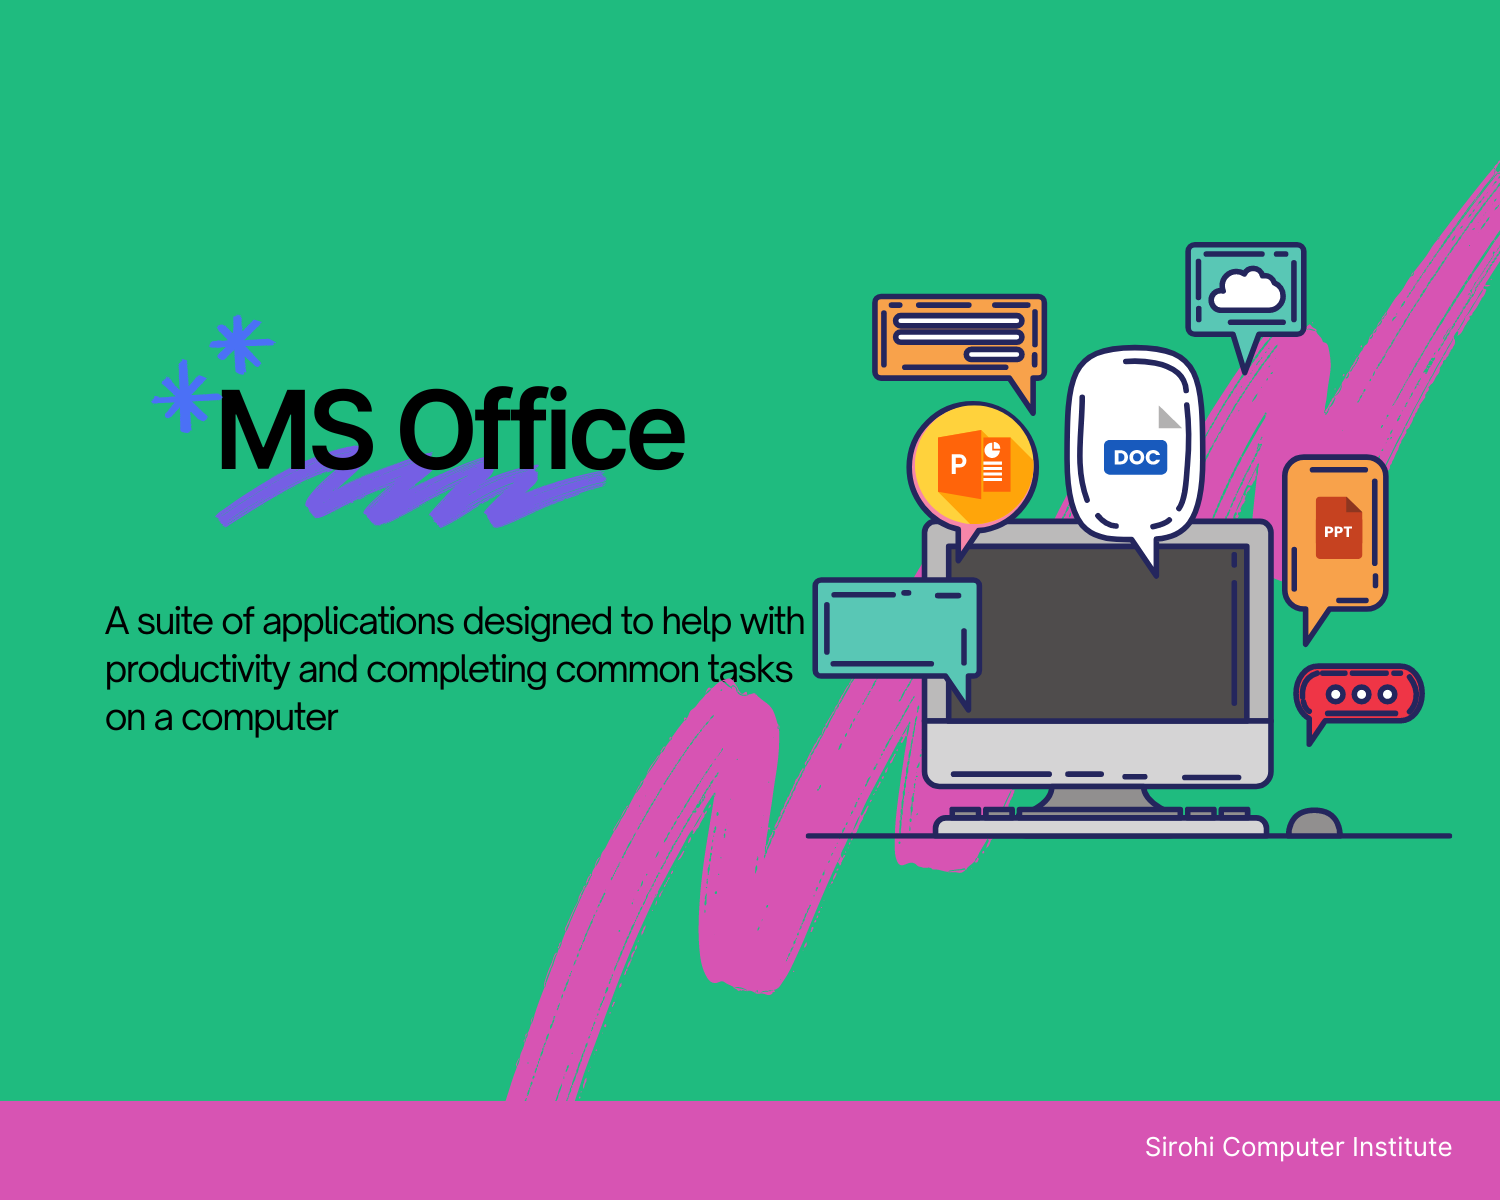 MS Office
A suite of applications designed to help with
productivity and completing common tasks
on a computer
P
DOC
PPT
Sirohi Computer Institute